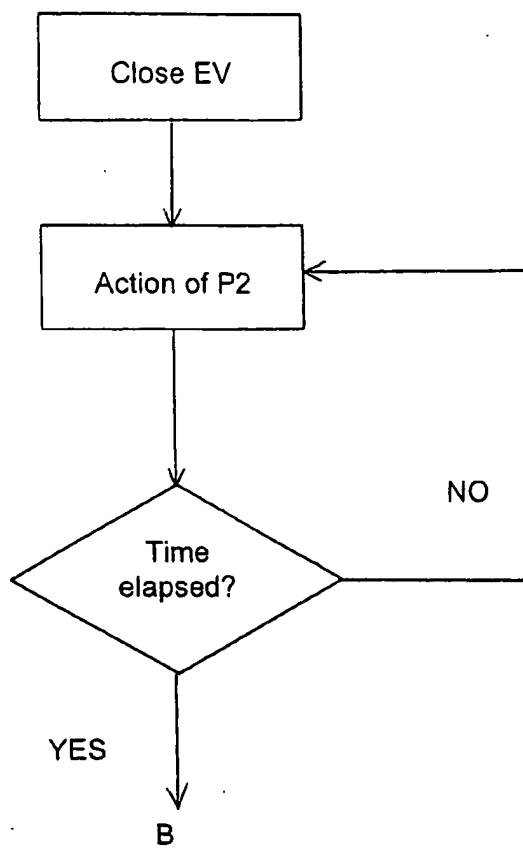 Close EV
Action of P2
NO
Time
elapsed?
YES
B